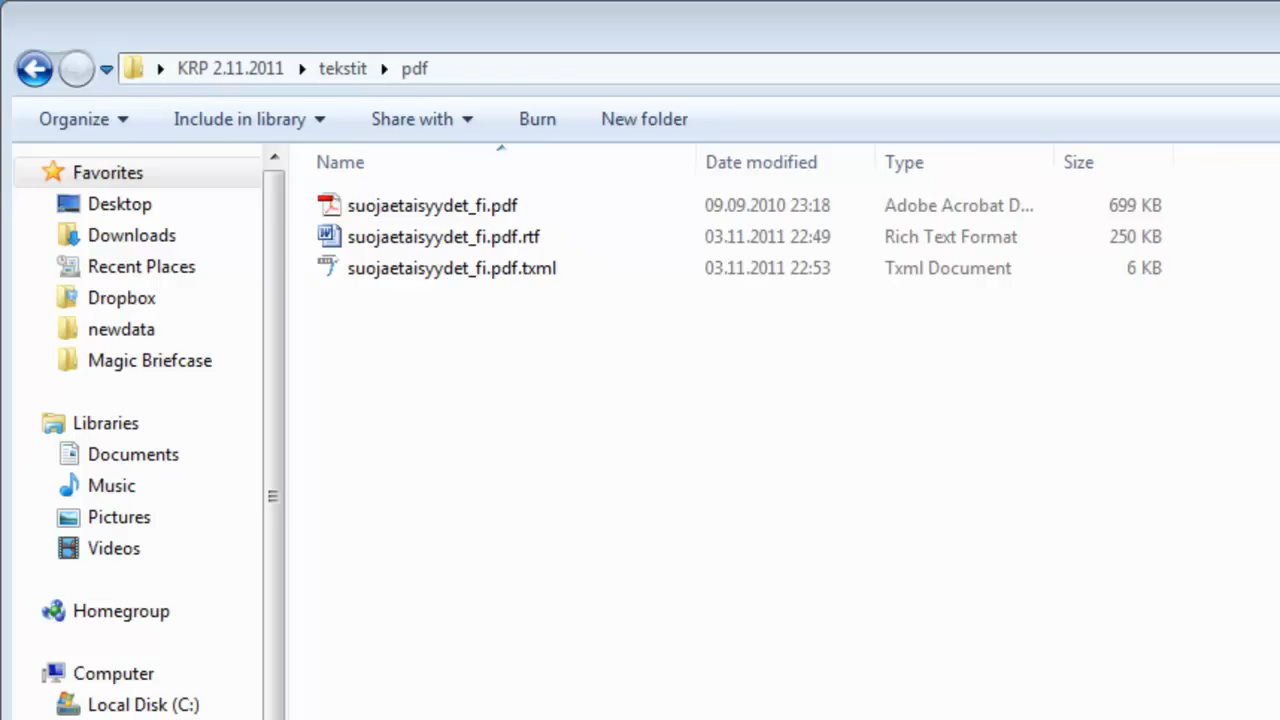 KRP 2.11.2011 tekstit pdf
Organize Include in library Share with Burn New folder
Name Date modified Type Size
Favorites
Desktop
Downloads
Recent Places
Dropbox
newdata
Magic Briefcase
Libraries
Documents
Music
Pictures
Videos
Homegroup
Computer
Local Disk (C:)
suojaetaisyydet_fi.pdf 09.09.2010 23:18 Adobe Acrobat D... 699 KB
suojaetaisyydet_fi.pdf.rtf 03.11.2011 22:49 Rich Text Format 250 KB
suojaetaisyydet_fi.pdf.txml 03.11.2011 22:53 Txml Document 6 KB